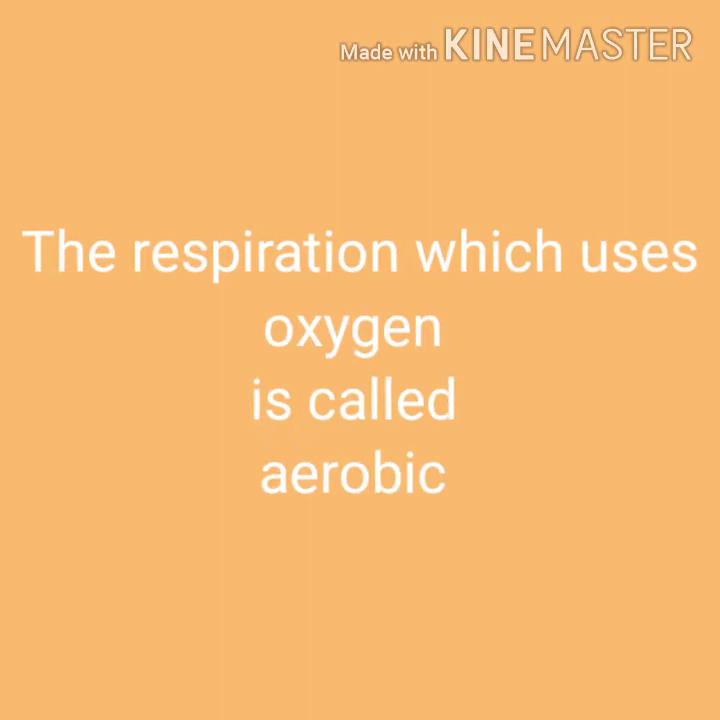 Made with KINEMASTER
The respiration which uses
oxygen
is called
aerobic